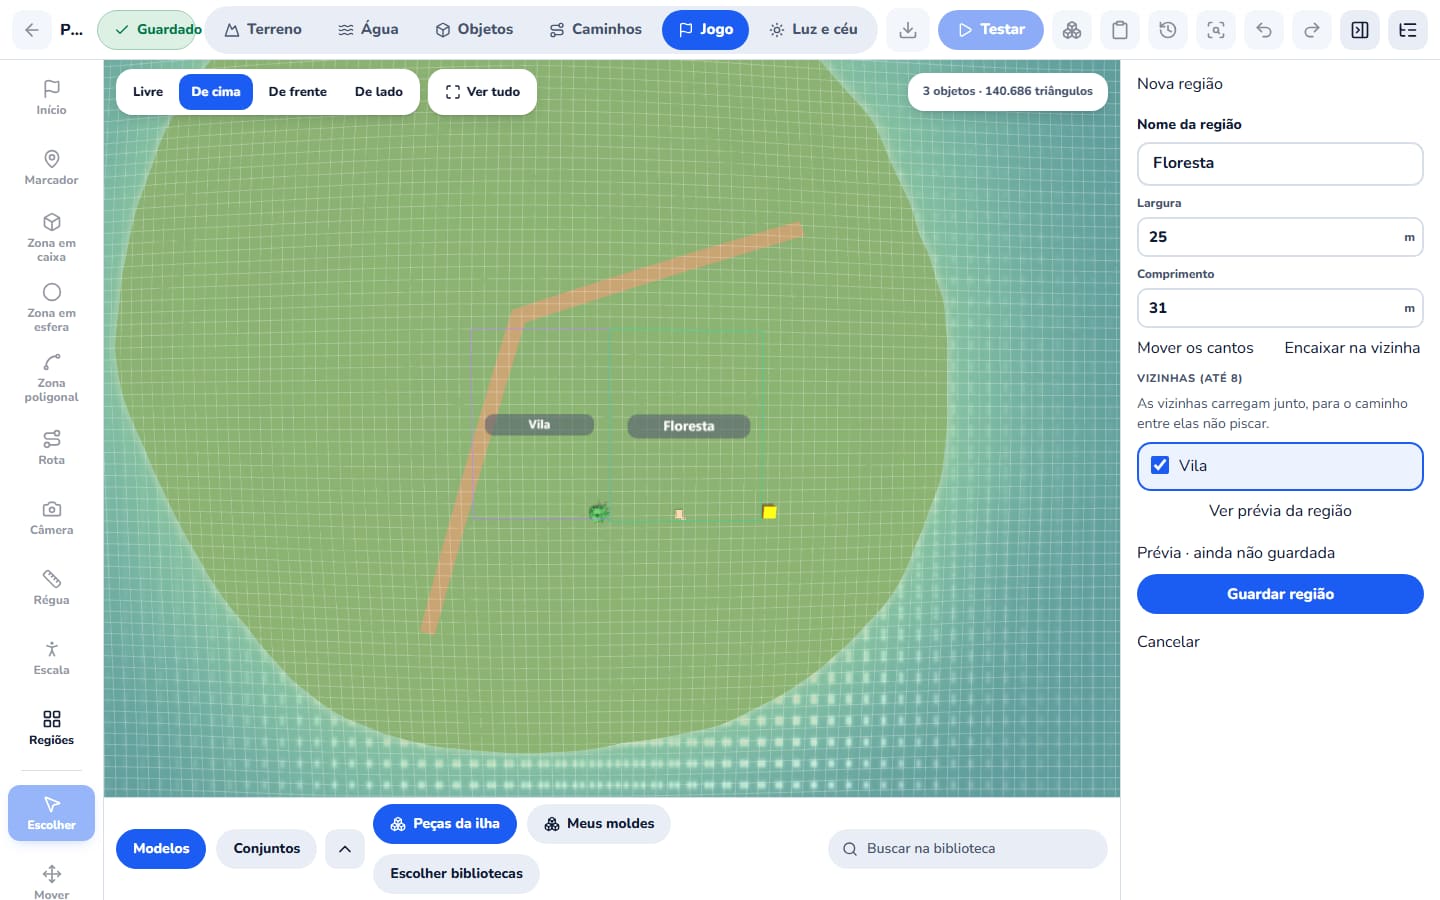 P...
Guardado
Terreno
Água
Objetos
Caminhos
Jogo
Luz e céu
Testar
Início
Marcador
Zona em
caixa
Zona em
esfera
Zona
poligonal
Rota
Câmera
Régua
Escala
Regiões
Escolher
Mover
Livre
De cima
De frente
De lado
Ver tudo
3 objetos · 140.686 triângulos
Vila
Floresta
Nova região
Nome da região
Floresta
Largura
25 m
Comprimento
31 m
Mover os cantos
Encaixar na vizinha
VIZINHAS (ATÉ 8)
As vizinhas carregam junto, para o caminho
entre elas não piscar.
Vila
Ver prévia da região
Prévia · ainda não guardada
Guardar região
Cancelar
Modelos
Conjuntos
Peças da ilha
Meus moldes
Escolher bibliotecas
Buscar na biblioteca